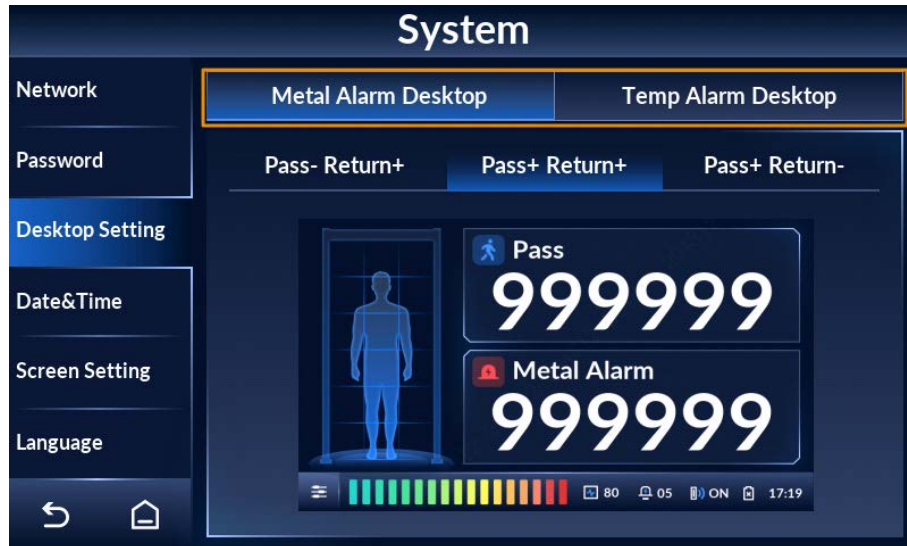 System
Network
Password
Desktop Setting
Date&Time
Screen Setting
Language
Metal Alarm Desktop
Temp Alarm Desktop
Pass- Return+
Pass+ Return+
Pass+ Return-
Pass
999999
Metal Alarm
999999
80 05 ON 17:19